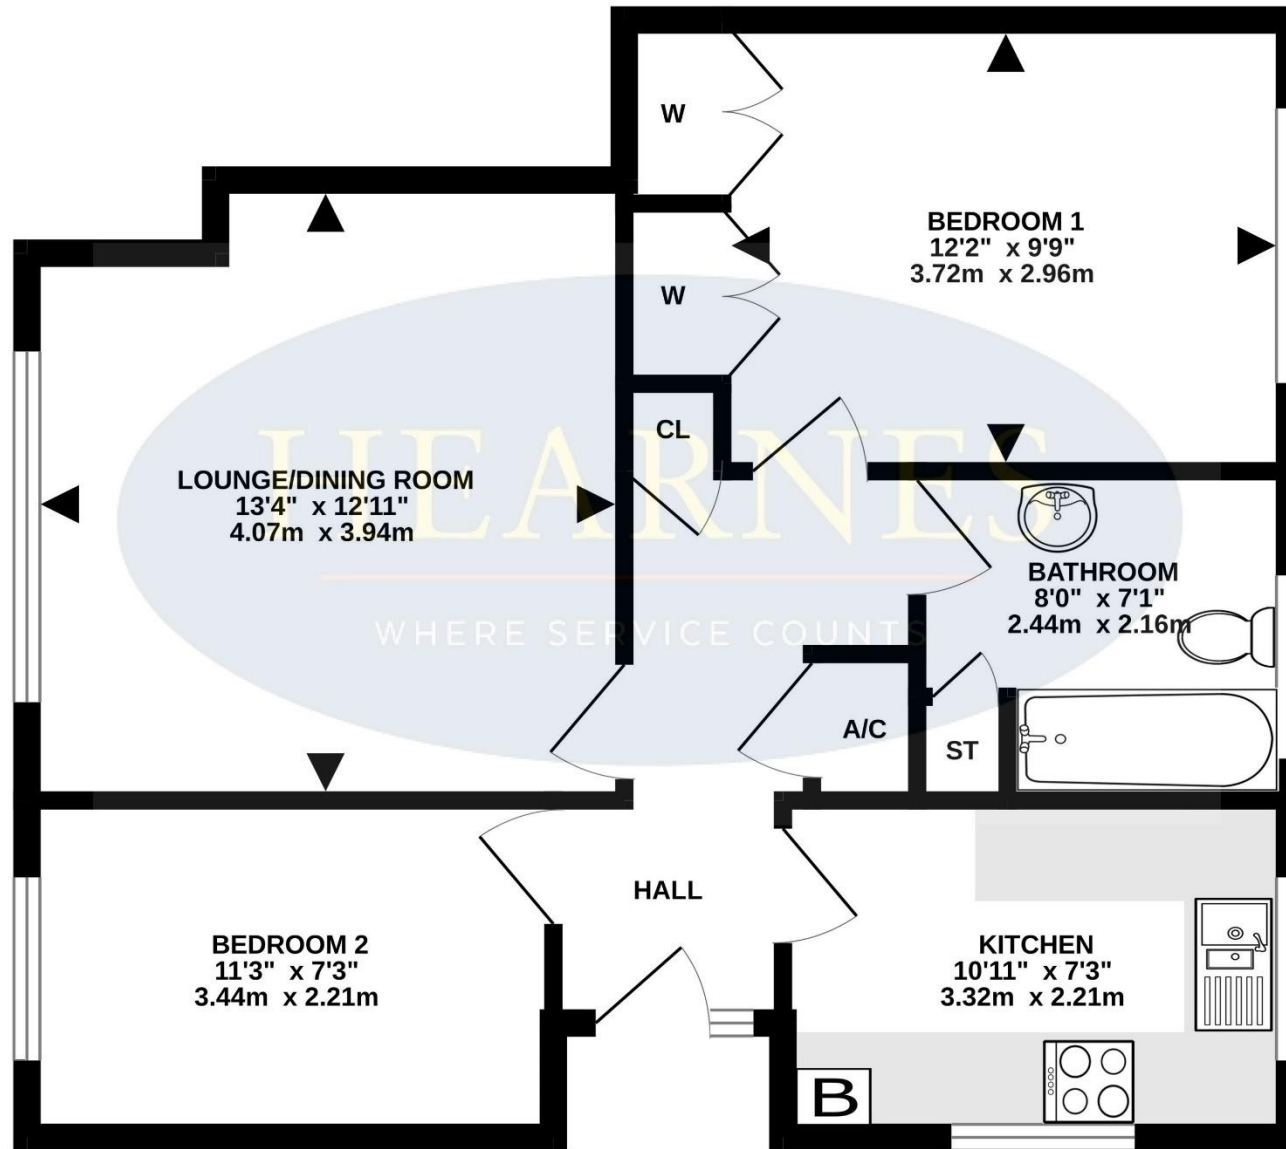 W
BEDROOM 1
12'2" x 9'9"
3.72m x 2.96m
W
CL
HEARNES
LOUNGE/DINING ROOM
13'4" x 12'11"
4.07m x 3.94m
BATHROOM
8'0" x 7'1"
2.44m x 2.16m
WHERE SERVICE COUNTS
A/C
ST
HALL
BEDROOM 2
11'3" x 7'3"
3.44m x 2.21m
KITCHEN
10'11" x 7'3"
3.32m x 2.21m
B